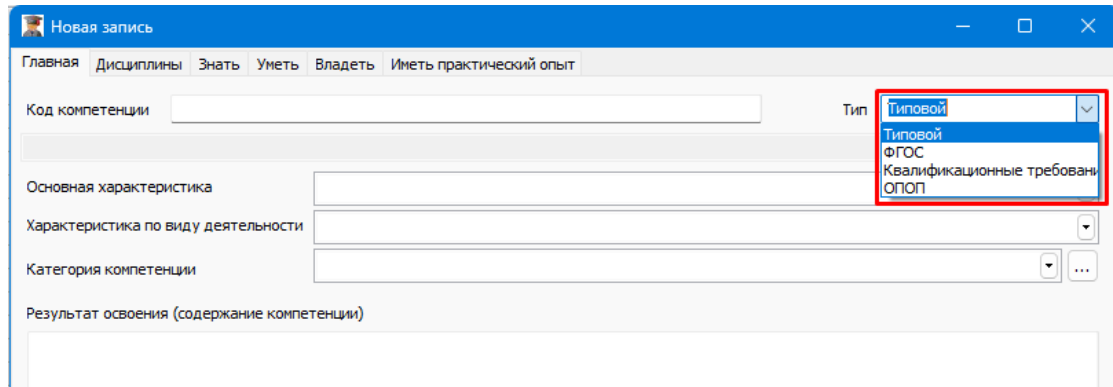 Новая запись
Главная Дисциплины Знать Уметь Владеть Иметь практический опыт
Код компетенции Тип Типовой
Типовой
ФГОС
Квалификационные требовани
ОПОП
Основная характеристика
Характеристика по виду деятельности
Категория компетенции ...
Результат освоения (содержание компетенции)